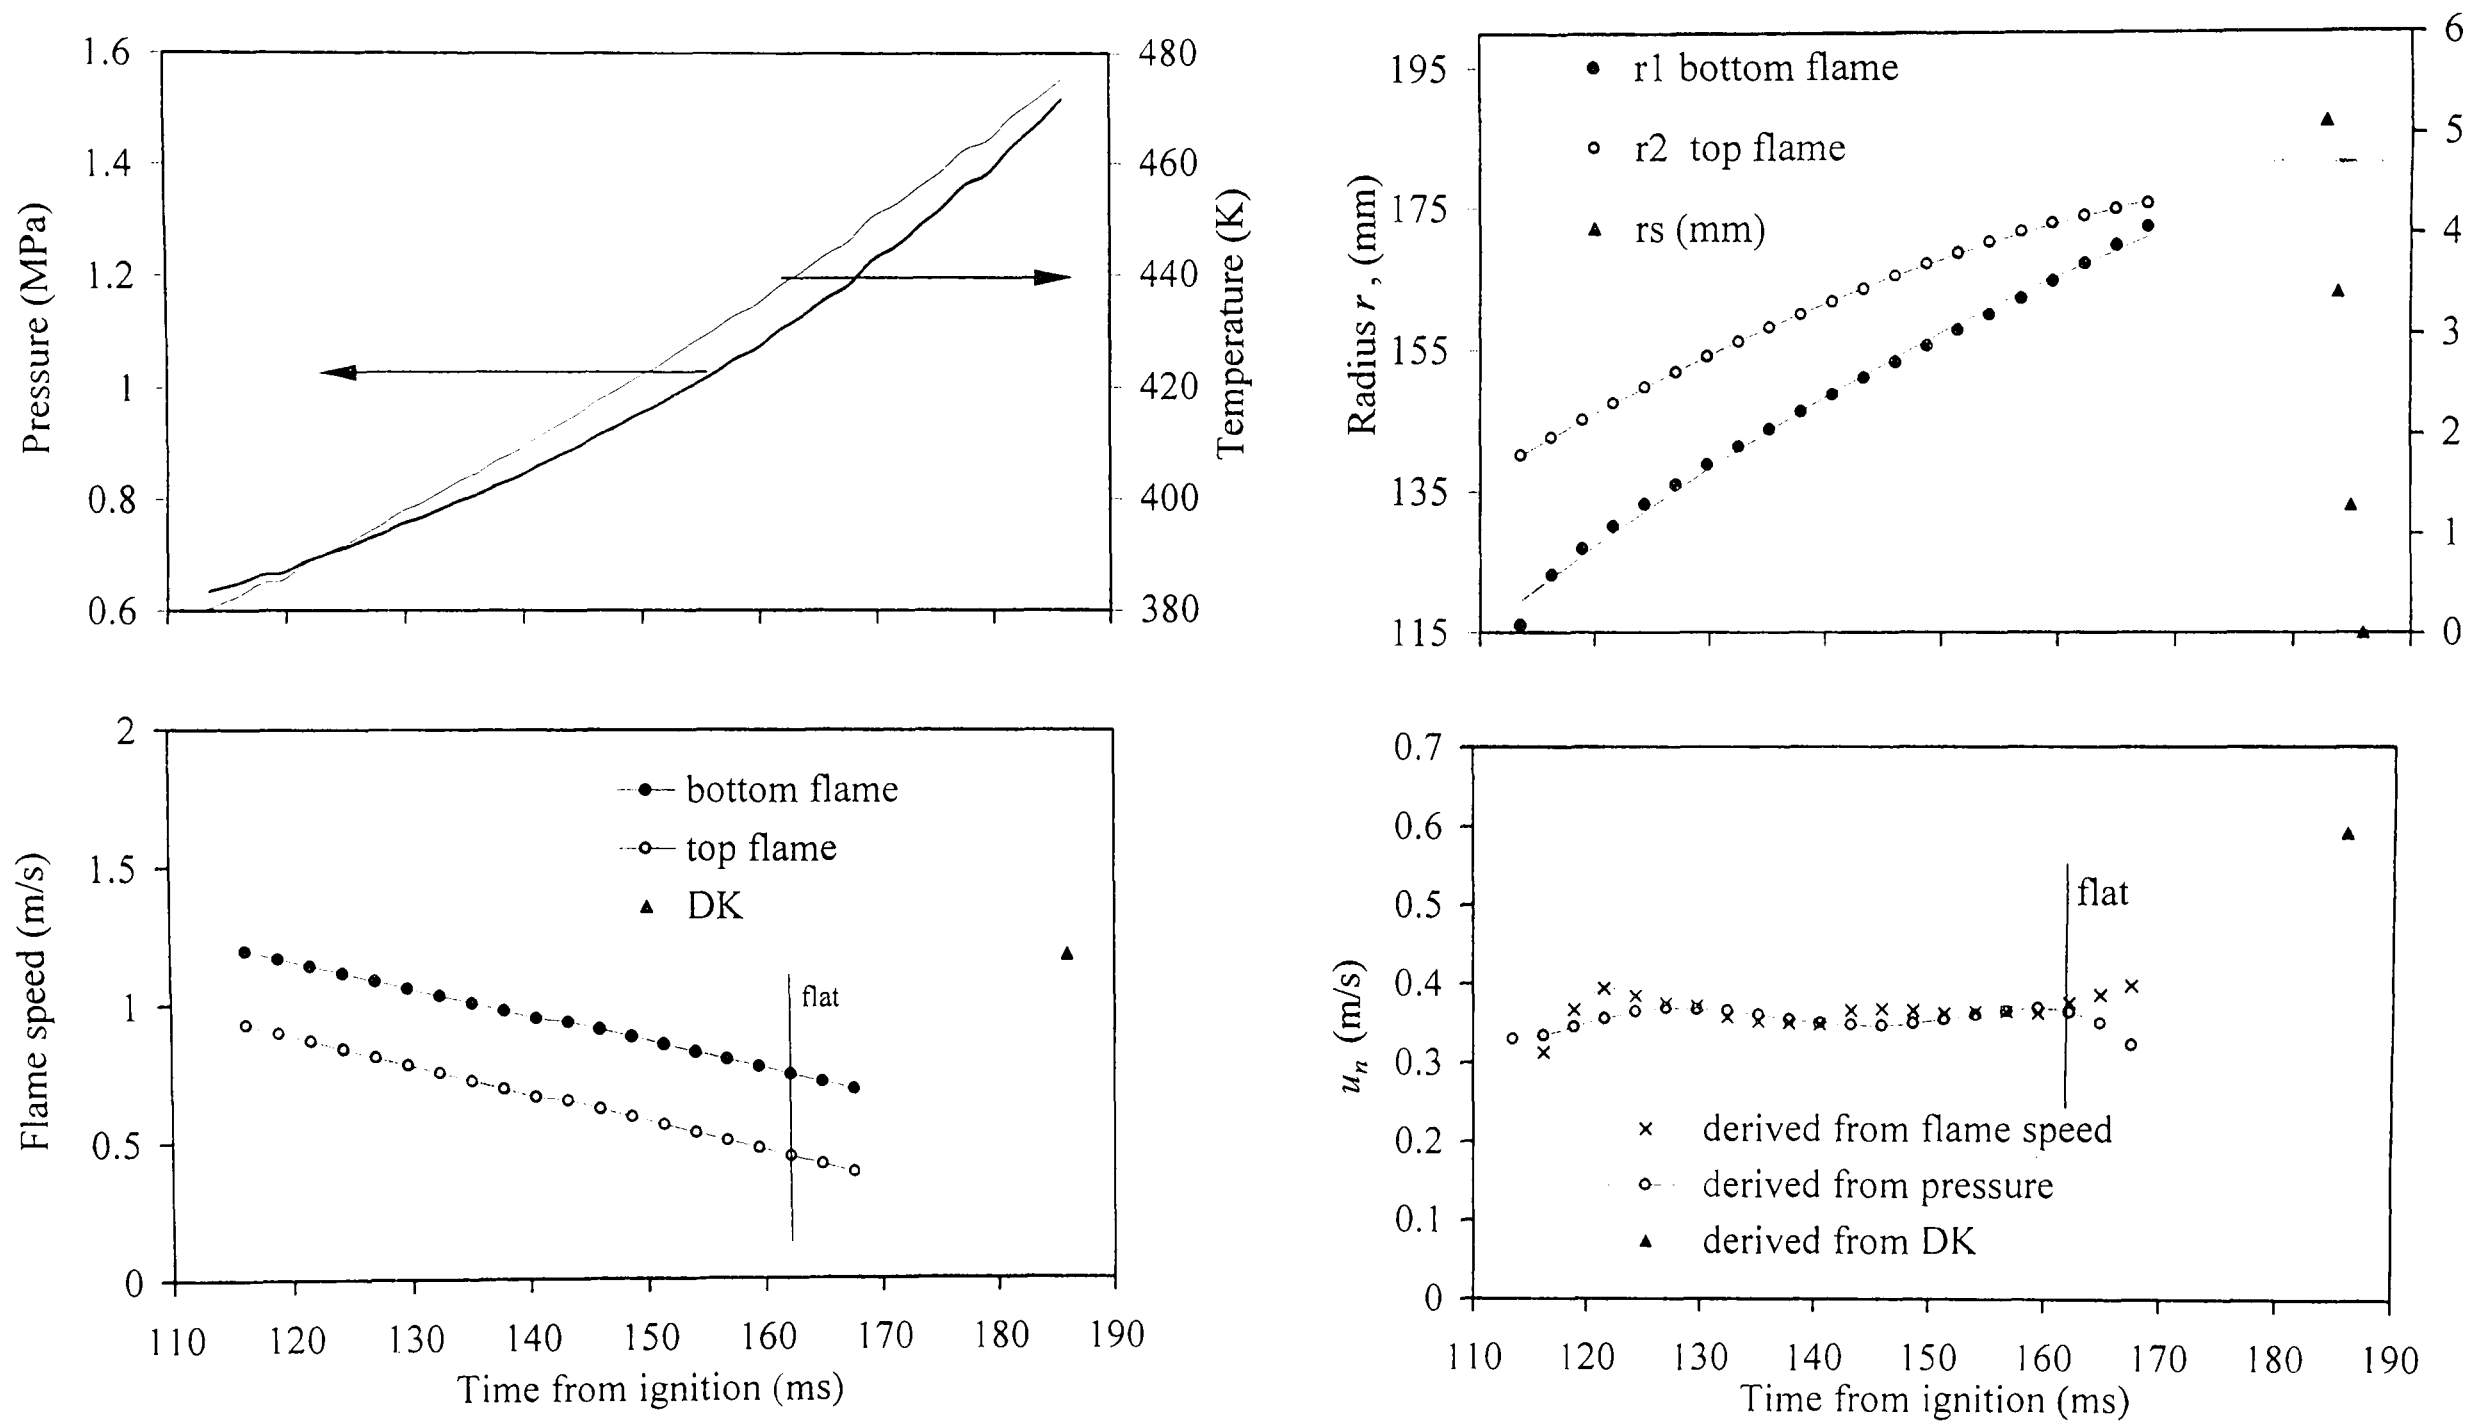 1.6
1.4
1.2
1
0.8
0.6
Pressure (MPa)
480
460
440
420
400
380
Temperature (K)
195
175
155
135
115
Radius r , (mm)
r1 bottom flame
r2 top flame
rs (mm)
6
5
4
3
2
1
0
2
1.5
1
0.5
0
Flame speed (m/s)
bottom flame
top flame
DK
flat
110 120 130 140 150 160 170 180 190
Time from ignition (ms)
0.7
0.6
0.5
0.4
0.3
0.2
0.1
0
un (m/s)
flat
derived from flame speed
derived from pressure
derived from DK
110 120 130 140 150 160 170 180 190
Time from ignition (ms)